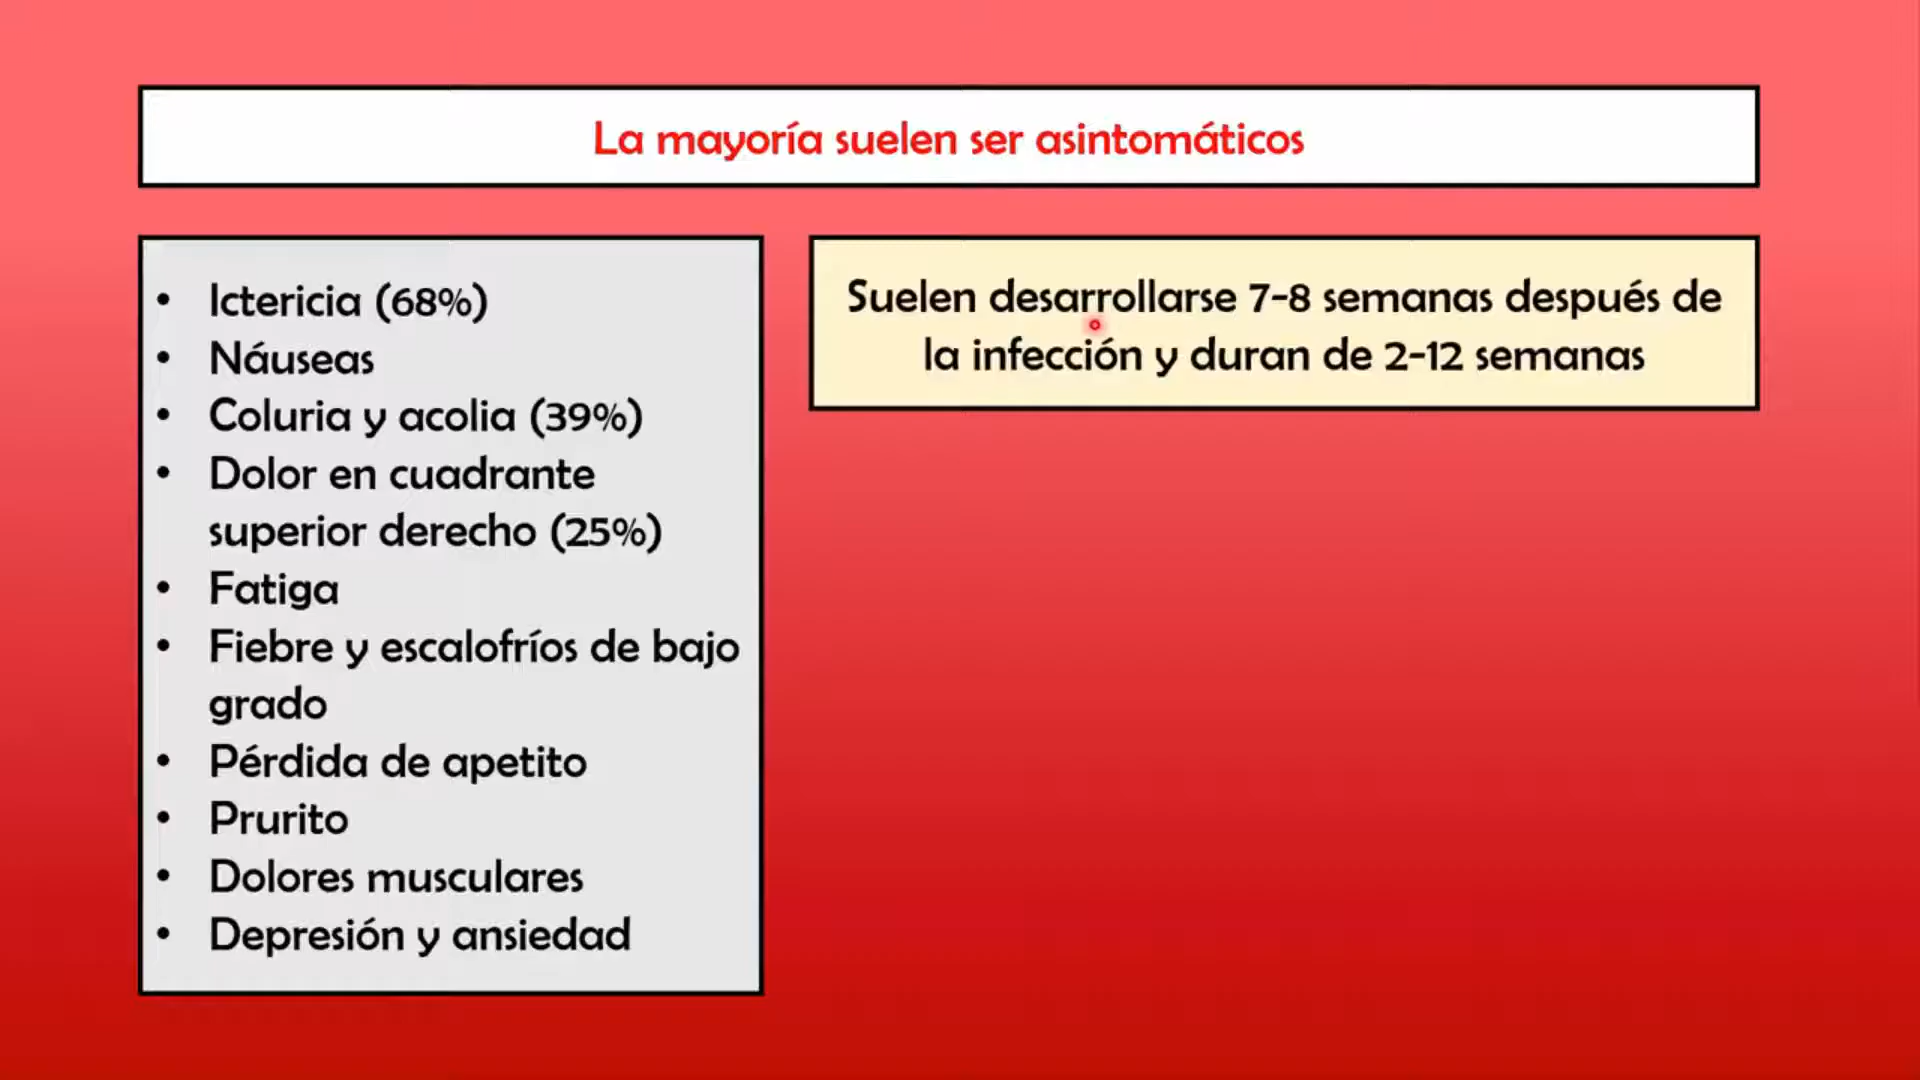 La mayoría suelen ser asintomáticos
• Ictericia (68%)
• Náuseas
• Coluria y acolia (39%)
• Dolor en cuadrante
superior derecho (25%)
• Fatiga
• Fiebre y escalofríos de bajo
grado
• Pérdida de apetito
• Prurito
• Dolores musculares
• Depresión y ansiedad
Suelen desarrollarse 7-8 semanas después de
la infección y duran de 2-12 semanas